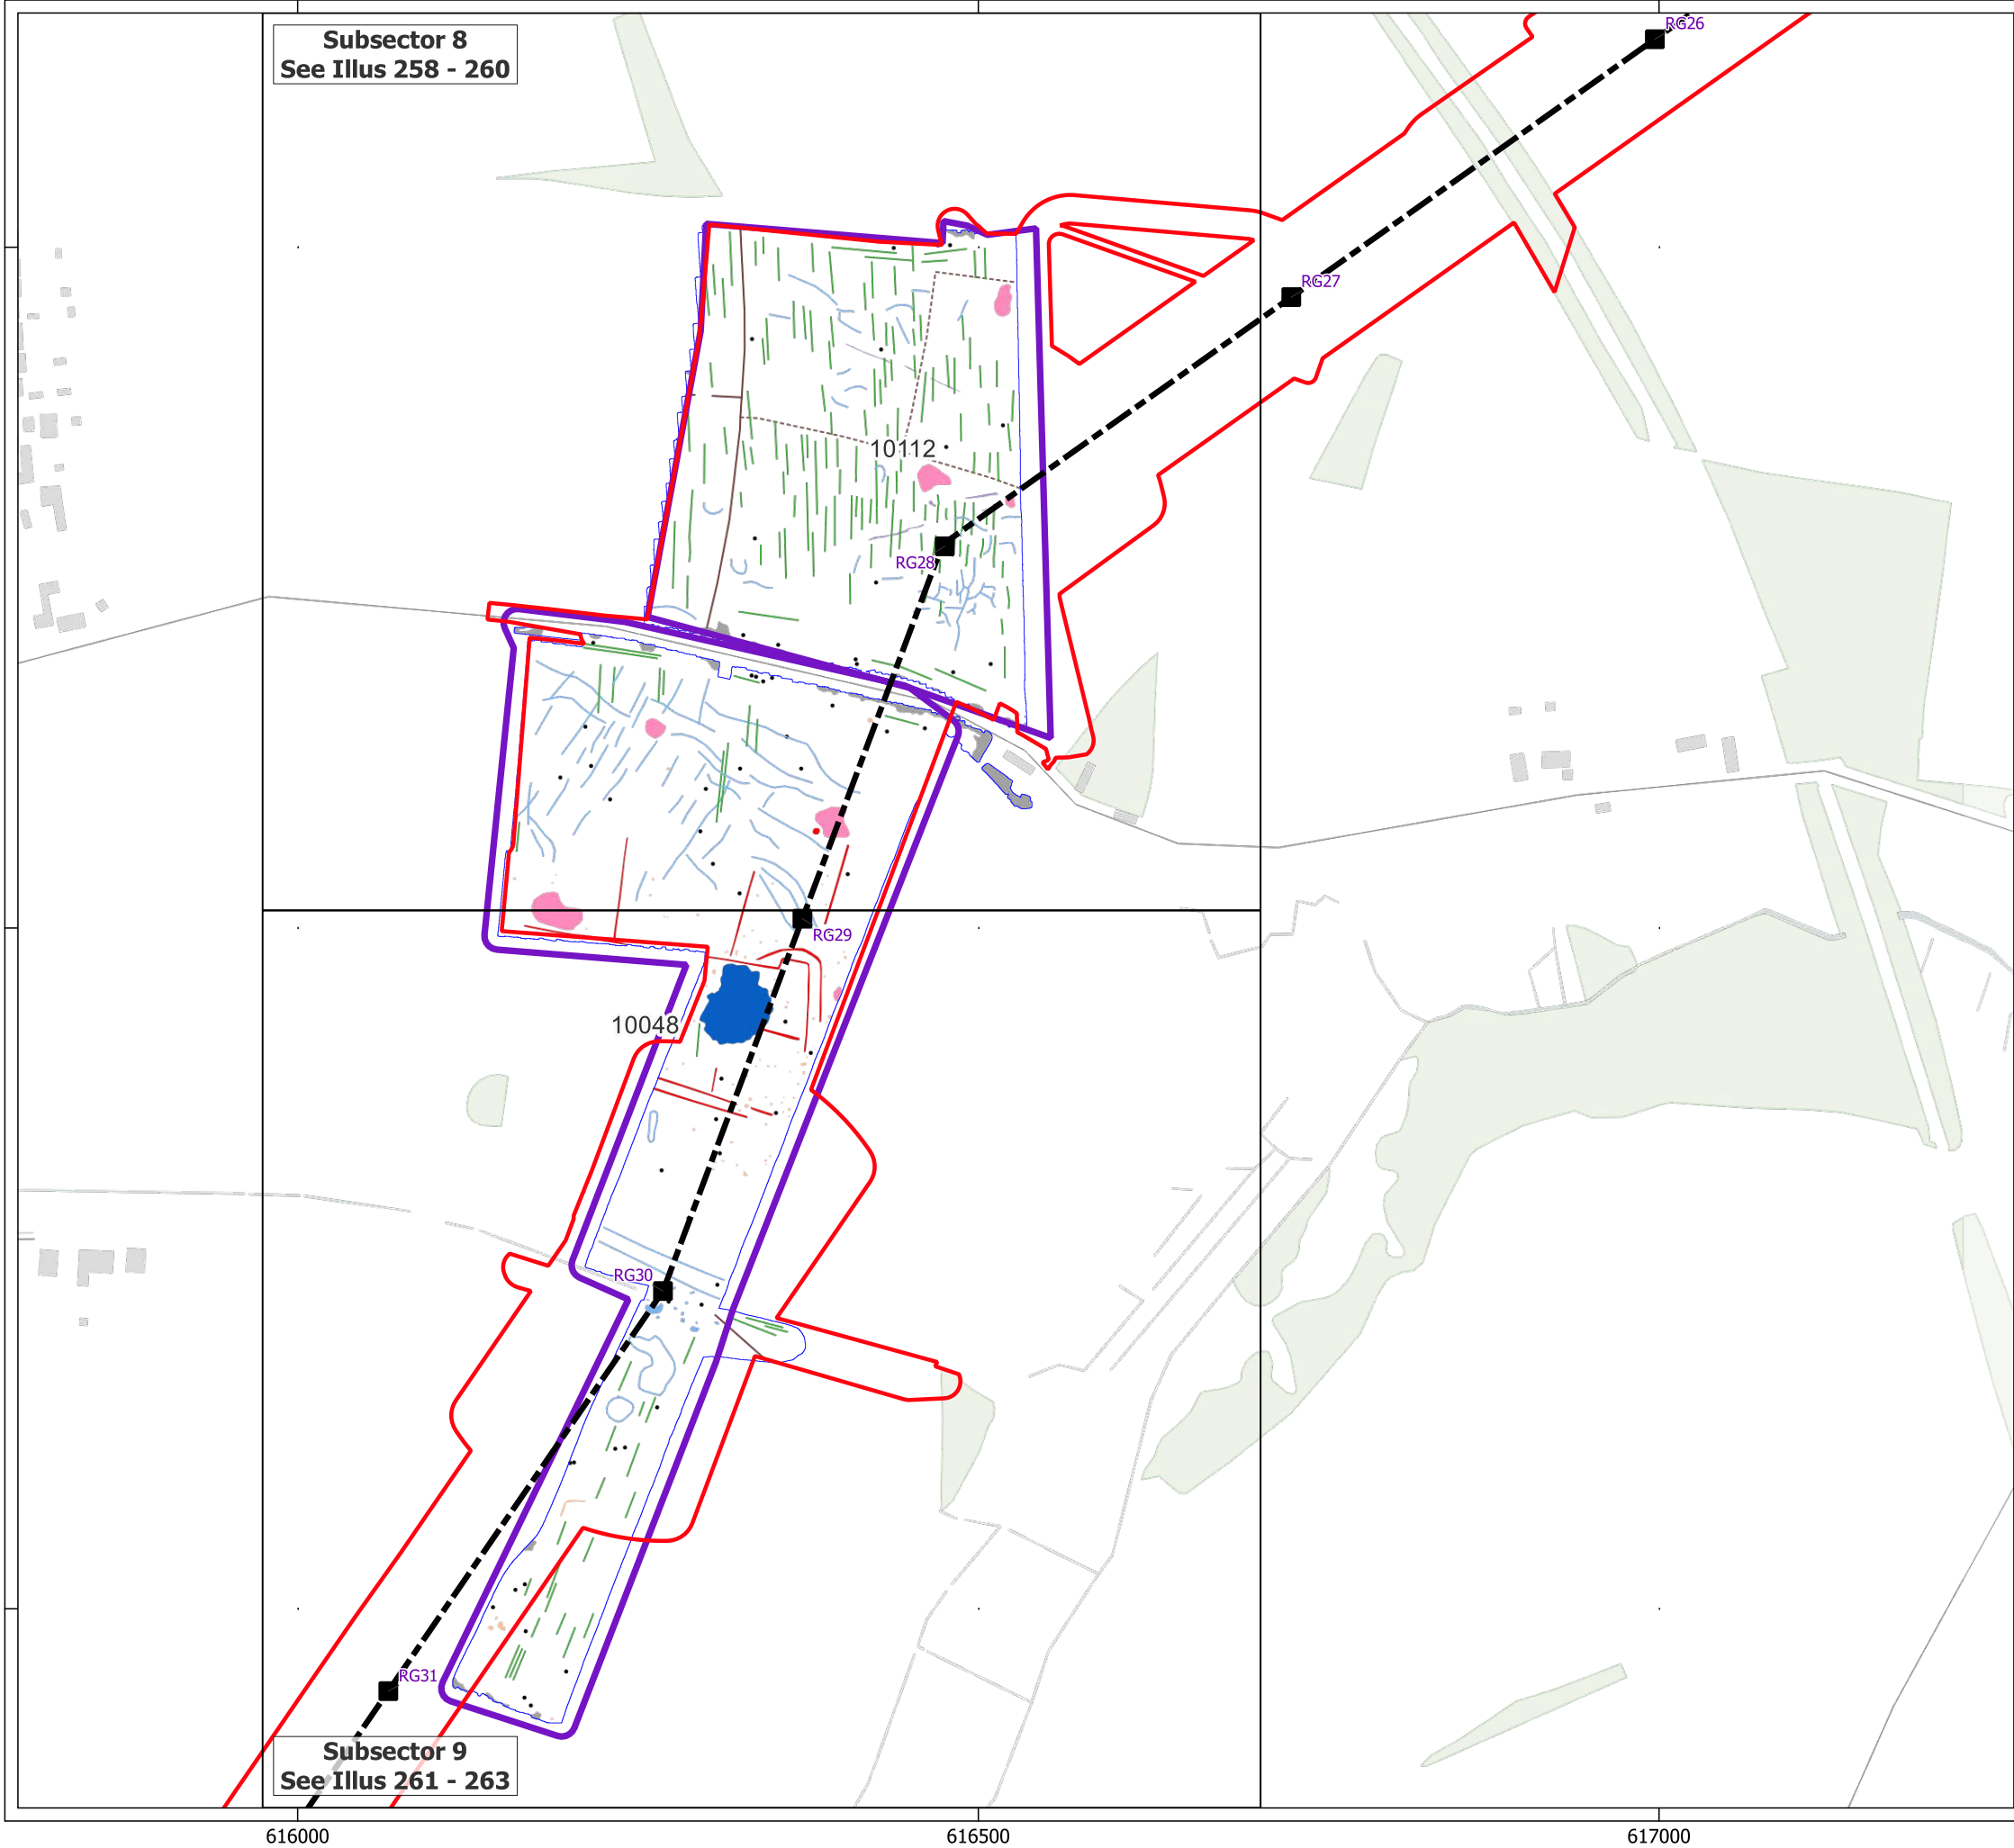 Subsector 8
See Illus 258 - 260
RG26
RG27
10112
RG28
RG29
10048
RG30
RG31
Subsector 9
See Illus 261 - 263
616000
616500
617000